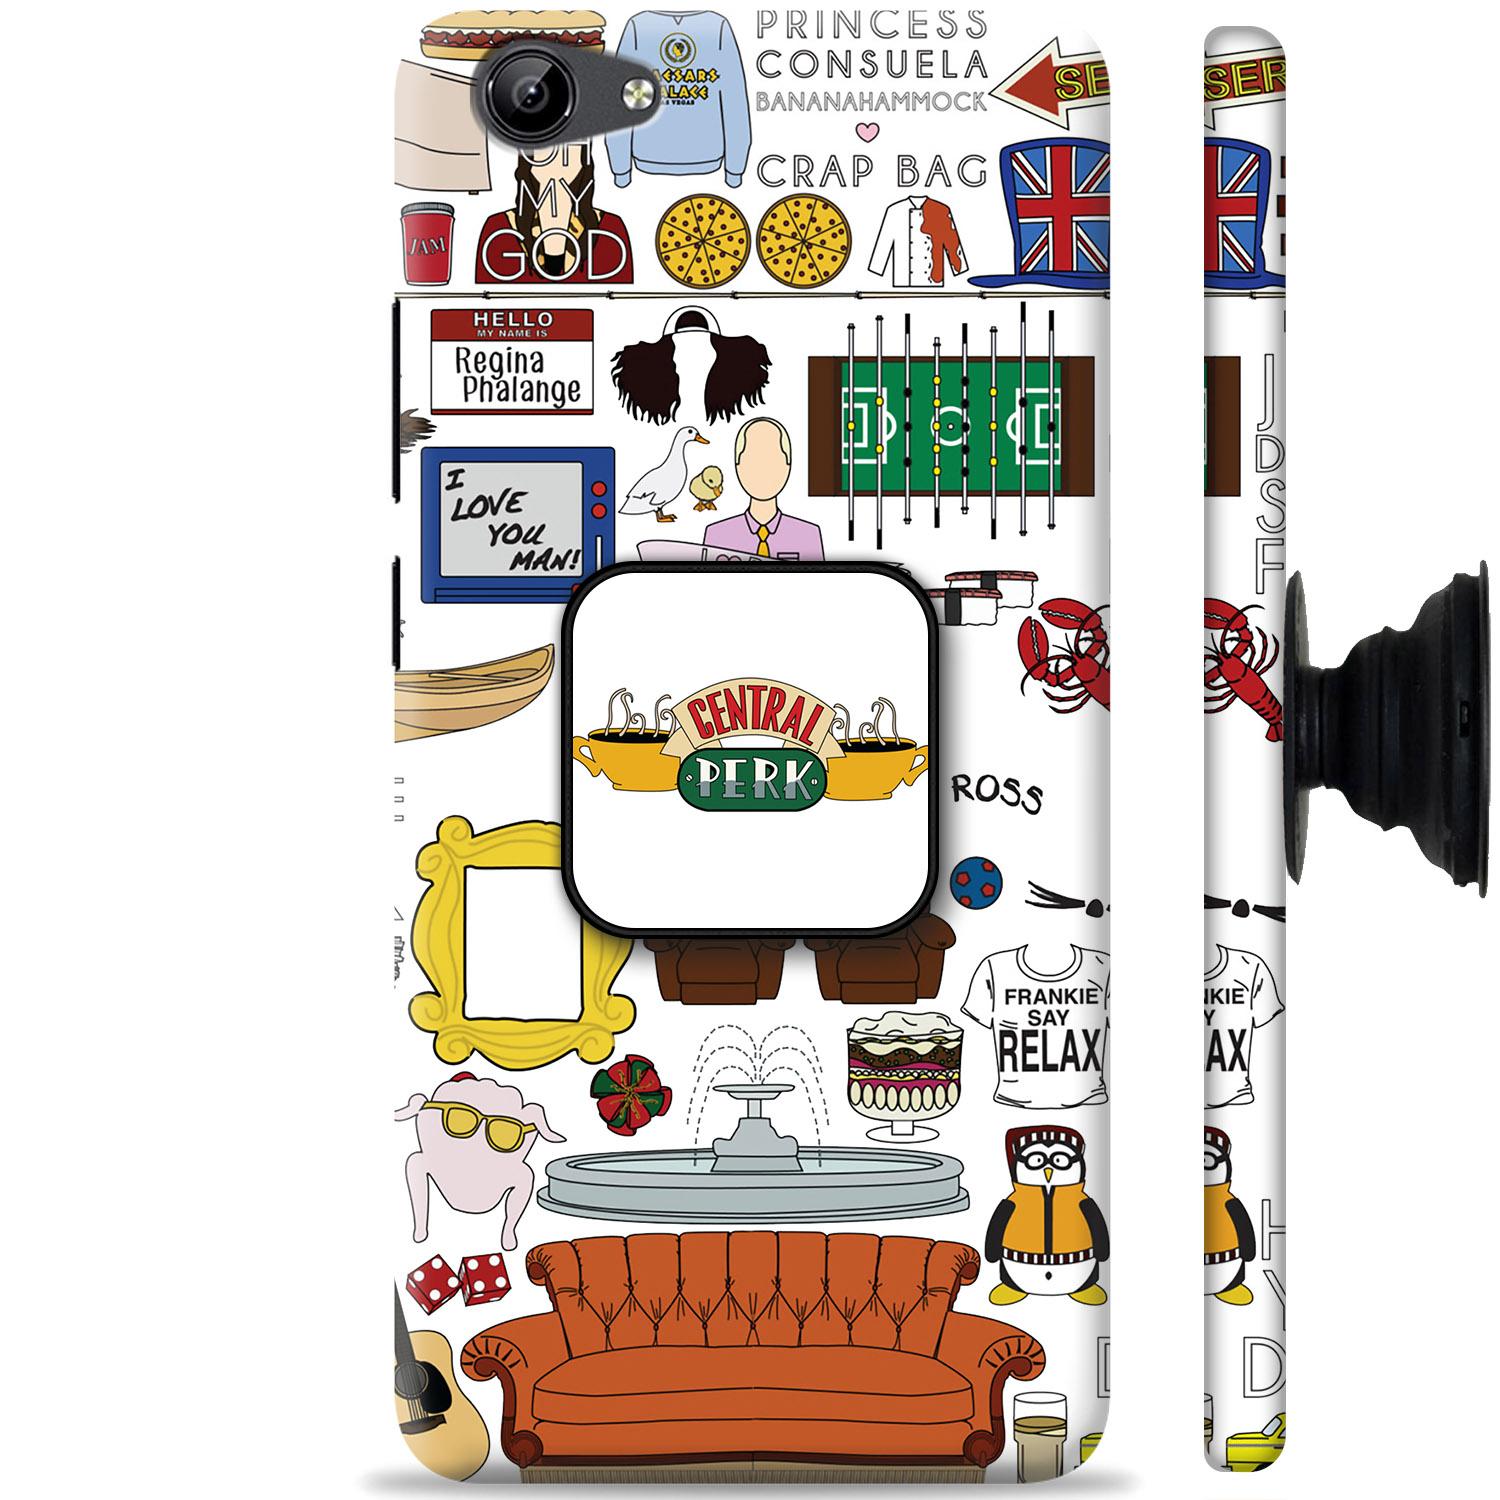 PRINCESS
CONSUELA
BANANAHAMMOCK
CRAP BAG
MY
GOD
JAM
HELLO
MY NAME IS
Regina
Phalange
I
LOVE
YOU
MAN!
CENTRAL
PERK
ROSS
FRANKIE
SAY
RELAX